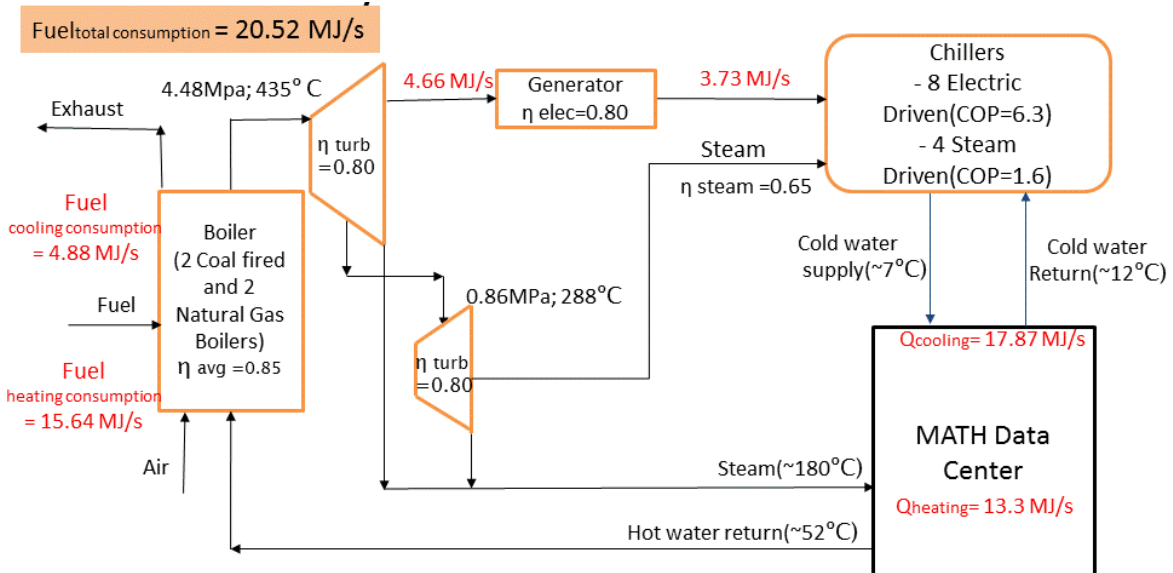 Fueltotal consumption = 20.52 MJ/s
4.48Mpa; 435° C
4.66 MJ/s
Generator
η elec=0.80
3.73 MJ/s
Chillers
- 8 Electric
Driven(COP=6.3)
- 4 Steam
Driven(COP=1.6)
Exhaust
η turb
=0.80
Steam
η steam =0.65
Fuel
cooling consumption
= 4.88 MJ/s
Boiler
(2 Coal fired
and 2
Natural Gas
Boilers)
η avg =0.85
Cold water
supply(~7°C)
Cold water
Return(~12°C)
0.86MPa; 288°C
Fuel
Qcooling= 17.87 MJ/s
η turb
=0.80
Fuel
heating consumption
= 15.64 MJ/s
MATH Data
Center
Air
Steam(~180°C)
Qheating= 13.3 MJ/s
Hot water return(~52°C)